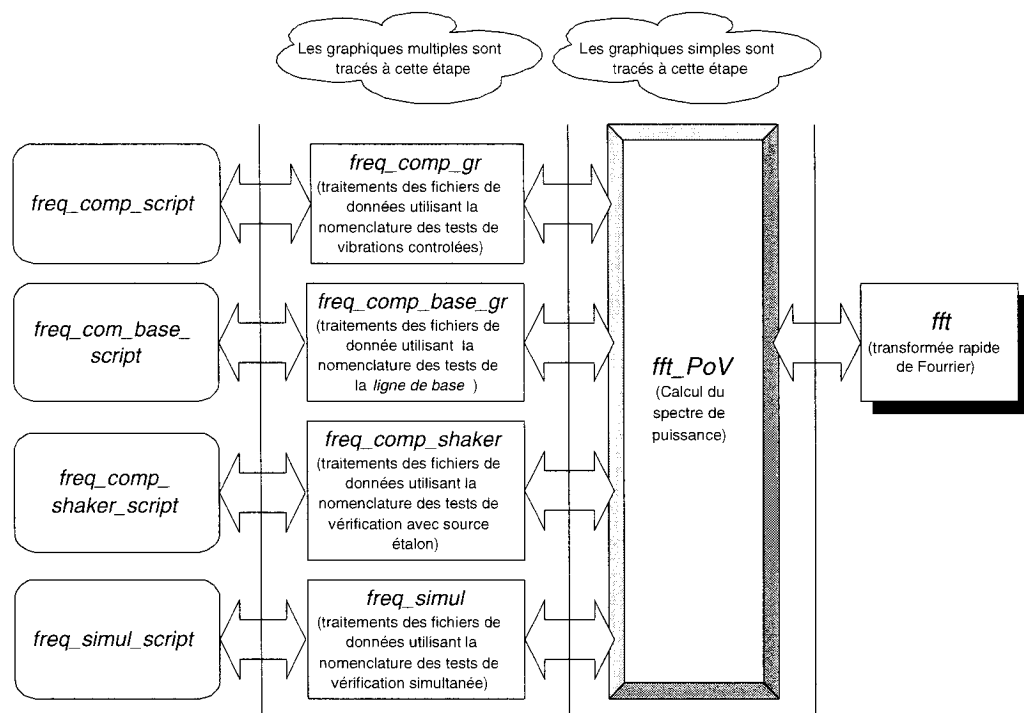 Les graphiques multiples sont
tracés à cette étape
Les graphiques simples sont
tracés à cette étape
freq_comp_script
freq_comp_gr
(traitements des fichiers de
données utilisant la
nomenclature des tests de
vibrations controlées)
freq_com_base_
script
freq_comp_base_gr
(traitements des fichiers de
donnée utilisant la
nomenclature des tests de
la ligne de base )
freq_comp_
shaker_script
freq_comp_shaker
(traitements des fichiers de
données utilisant la
nomenclature des tests de
vérification avec source
étalon)
freq_simul_script
freq_simul
(traitements des fichiers de
données utilisant la
nomenclature des tests de
vérification simultanée)
fft_PoV
(Calcul du
spectre de
puissance)
fft
(transformée rapide
de Fourrier)